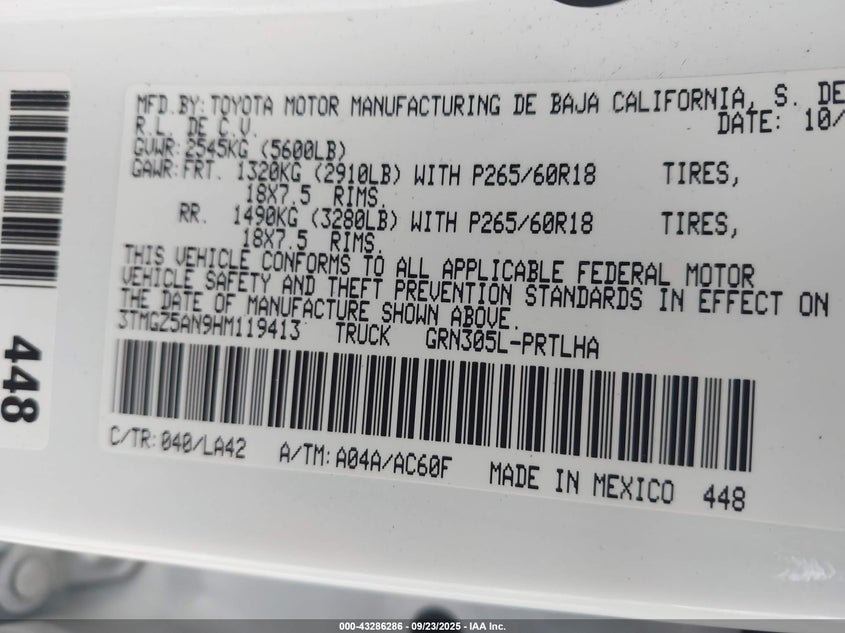 MFD.BY:TOYOTA MOTOR MANUFACTURING DE BAJA CALIFORNIA, S. DE
R.L. DE C.V.
DATE: 10/
GVWR:2545KG (5600LB)
GAWR:FRT. 1320KG (2910LB) WITH P265/60R18 TIRES,
18X7.5 RIMS.
RR. 1490KG (3280LB) WITH P265/60R18 TIRES,
18X7.5 RIMS.
THIS VEHICLE CONFORMS TO ALL APPLICABLE FEDERAL MOTOR
VEHICLE SAFETY AND THEFT PREVENTION STANDARDS IN EFFECT ON
THE DATE OF MANUFACTURE SHOWN ABOVE.
3TMGZ5AN9HM119413 TRUCK GRN305L-PRTLHA
C/TR:040/LA42 A/TM:A04A/AC60F MADE IN MEXICO 448
448
000-43286286 - 09/23/2025 - IAA Inc.